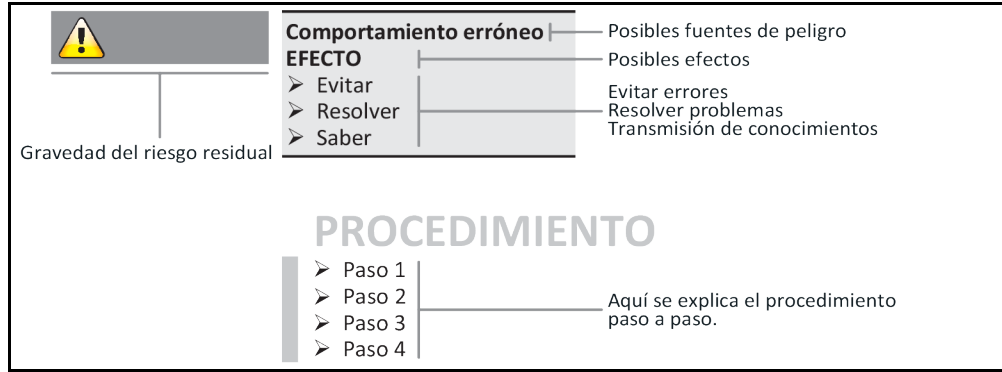 Comportamiento erróneo
EFECTO
➢ Evitar
➢ Resolver
➢ Saber
Posibles fuentes de peligro
Posibles efectos
Evitar errores
Resolver problemas
Transmisión de conocimientos
Gravedad del riesgo residual
PROCEDIMIENTO
➢ Paso 1
➢ Paso 2
➢ Paso 3
➢ Paso 4
Aquí se explica el procedimiento
paso a paso.